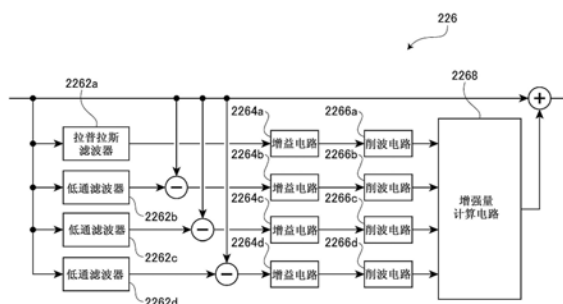 226
2262a
2264a
2266a
2268
拉普拉斯
滤波器
增益电路
削波电路
2264b
2266b
低通滤波器
增益电路
削波电路
2262b
2264c
2266c
增强量
计算电路
低通滤波器
增益电路
削波电路
2262c
2264d
2266d
低通滤波器
增益电路
削波电路
2262d